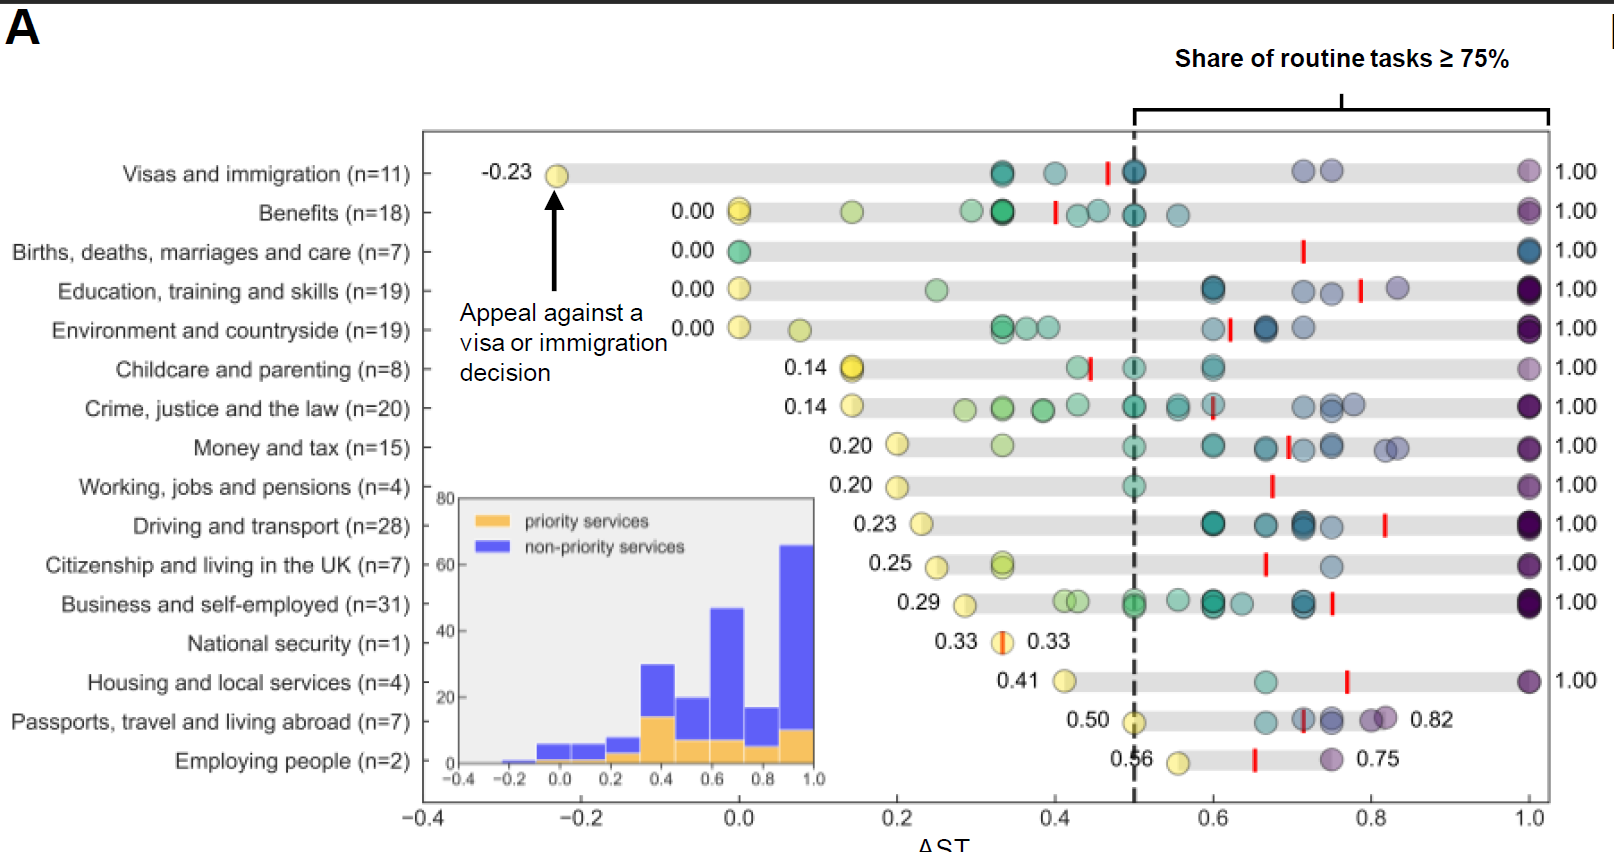 A
Share of routine tasks ≥ 75%
Visas and immigration (n=11)
-0.23
1.00
Benefits (n=18)
0.00
1.00
Births, deaths, marriages and care (n=7)
0.00
1.00
Education, training and skills (n=19)
0.00
1.00
Appeal against a
visa or immigration
decision
Environment and countryside (n=19)
0.00
1.00
Childcare and parenting (n=8)
0.14
1.00
Crime, justice and the law (n=20)
0.14
1.00
Money and tax (n=15)
0.20
1.00
Working, jobs and pensions (n=4)
0.20
1.00
Driving and transport (n=28)
0.23
1.00
Citizenship and living in the UK (n=7)
0.25
1.00
Business and self-employed (n=31)
0.29
1.00
National security (n=1)
0.33
0.33
Housing and local services (n=4)
0.41
1.00
Passports, travel and living abroad (n=7)
0.50
0.82
Employing people (n=2)
0.56
0.75
80
60
40
20
0
priority services
non-priority services
−0.4 −0.2 0.0 0.2 0.4 0.6 0.8 1.0
−0.4 −0.2 0.0 0.2 0.4 0.6 0.8 1.0
AST